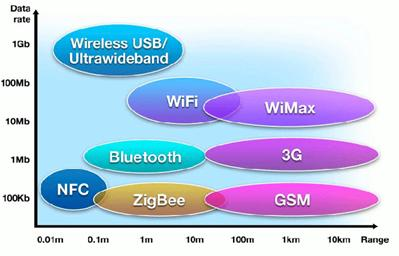 Data
rate
1Gb
Wireless USB/
Ultrawideband
100Mb
WiFi
WiMax
10Mb
1Mb
Bluetooth
3G
NFC
100Kb
ZigBee
GSM
0.01m 0.1m 1m 10m 100m 1km 10km Range